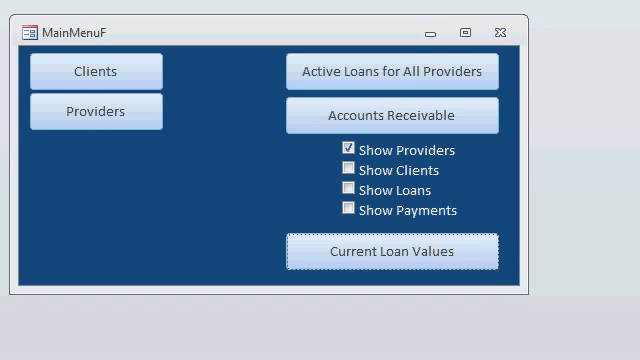 MainMenuF
Clients
Providers
Active Loans for All Providers
Accounts Receivable
Show Providers
Show Clients
Show Loans
Show Payments
Current Loan Values